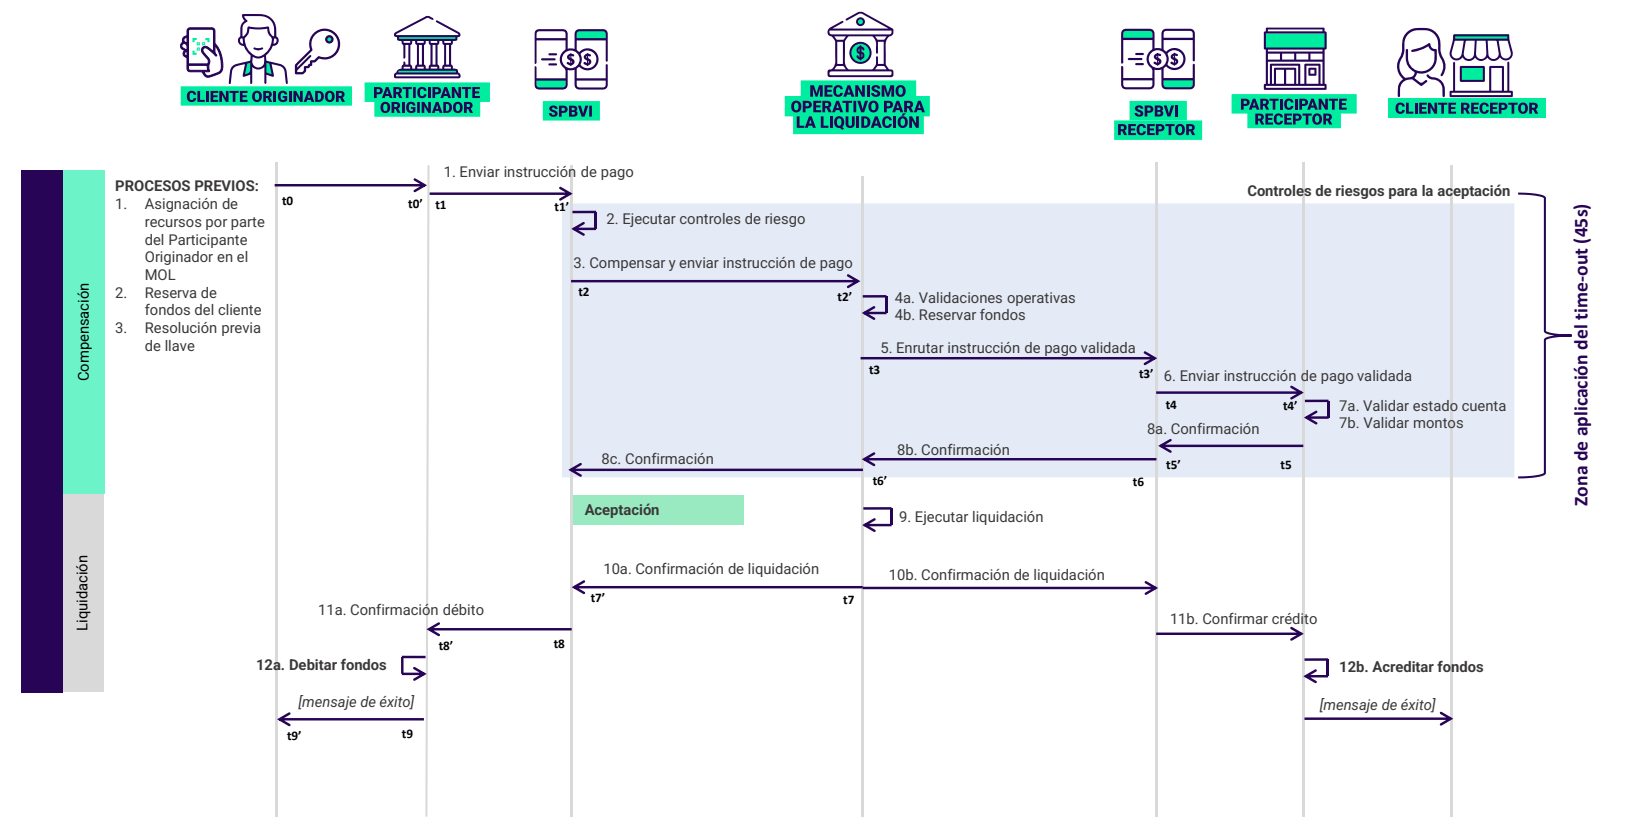 CLIENTE ORIGINADOR
PARTICIPANTE
ORIGINADOR
SPBVI
MECANISMO
OPERATIVO PARA
LA LIQUIDACIÓN
SPBVI
RECEPTOR
PARTICIPANTE
RECEPTOR
CLIENTE RECEPTOR
Compensación
Liquidación
PROCESOS PREVIOS:
1. Asignación de
recursos por parte
del Participante
Originador en el
MOL
2. Reserva de
fondos del cliente
3. Resolución previa
de llave
t0
t0’
1. Enviar instrucción de pago
t1
t1’
Controles de riesgos para la aceptación
Zona de aplicación del time-out (45s)
2. Ejecutar controles de riesgo
3. Compensar y enviar instrucción de pago
t2
t2’
4a. Validaciones operativas
4b. Reservar fondos
5. Enrutar instrucción de pago validada
t3
t3’
6. Enviar instrucción de pago validada
t4
t4’
7a. Validar estado cuenta
7b. Validar montos
8a. Confirmación
t5’
t5
8b. Confirmación
t6’
t6
8c. Confirmación
Aceptación
9. Ejecutar liquidación
10a. Confirmación de liquidación
t7’
t7
10b. Confirmación de liquidación
11a. Confirmación débito
t8’
t8
11b. Confirmar crédito
12a. Debitar fondos
12b. Acreditar fondos
[mensaje de éxito]
t9’
t9
[mensaje de éxito]